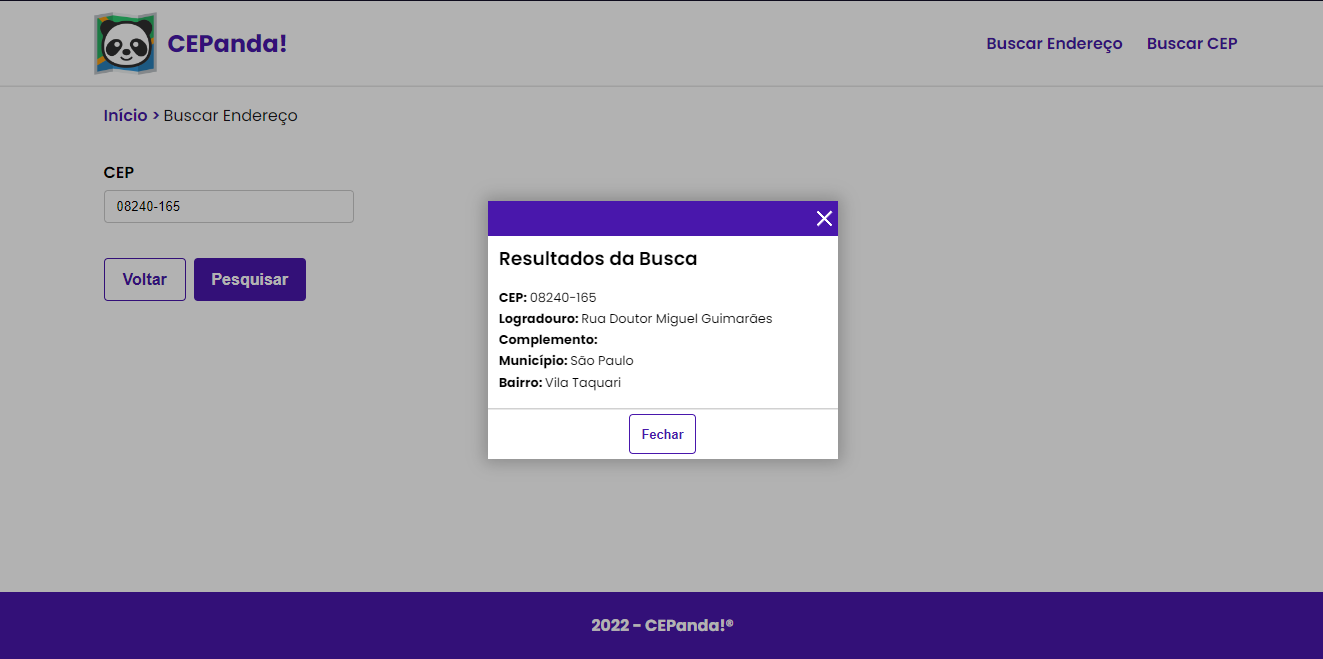 CEPanda!
Buscar Endereço
Buscar CEP
Início > Buscar Endereço
CEP
08240-165
Voltar
Pesquisar
Resultados da Busca
CEP: 08240-165
Logradouro: Rua Doutor Miguel Guimarães
Complemento:
Município: São Paulo
Bairro: Vila Taquari
Fechar
2022 - CEPanda!®